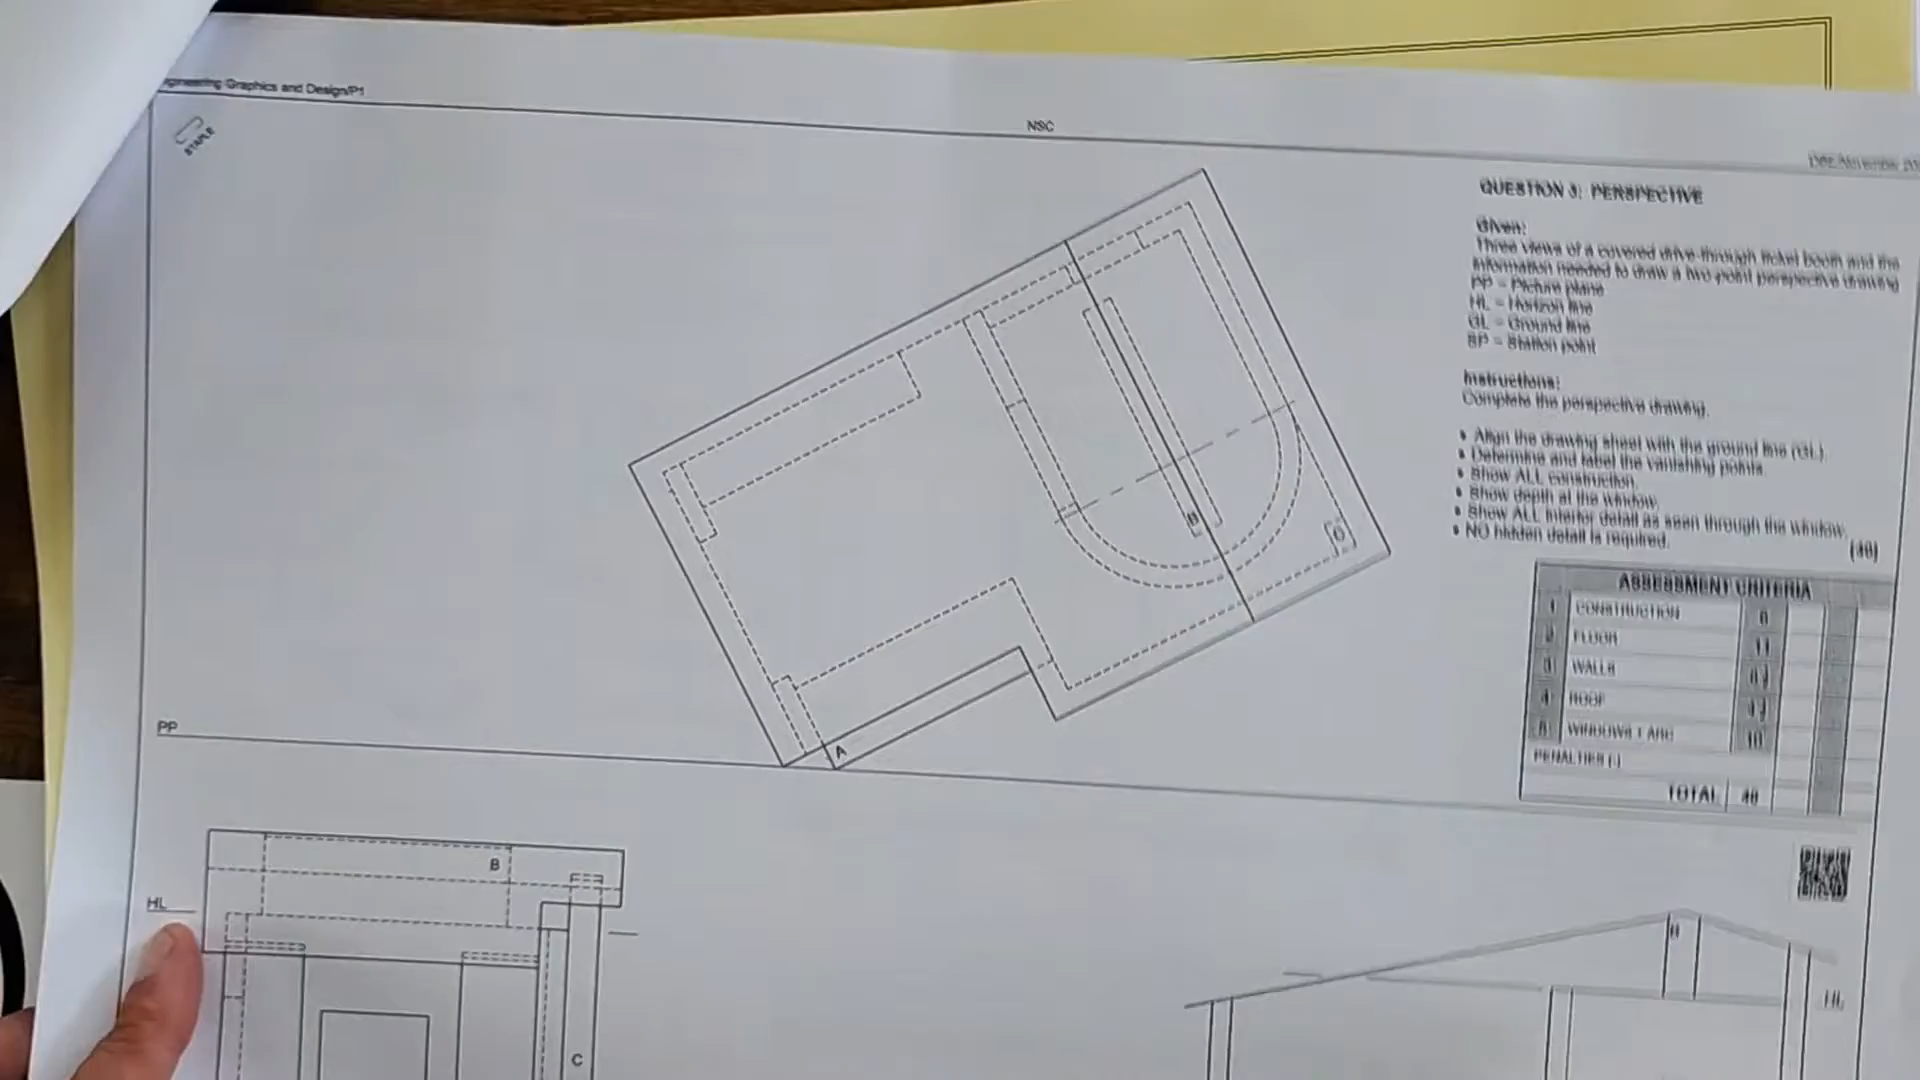 Engineering Graphics and Design/P1
NSC
STAPLE
QUESTION 3: PERSPECTIVE
Given:
Three views of a covered drive-through ticket booth and the
information needed to draw a two-point perspective drawing
PP = Picture plane
HL = Horizon line
GL = Ground line
SP = Station point
Instructions:
Complete the perspective drawing.
• Align the drawing sheet with the ground line (GL).
• Determine and label the vanishing points.
• Show ALL construction.
• Show depth at the window.
• Show ALL interior detail as seen through the window.
• NO hidden detail is required.
ASSESSMENT CRITERIA
1 CONSTRUCTION
2 FLOOR 11
3 WALLS
4 ROOF
5 10
PENALTIES (-)
TOTAL
B
C
A
PP
HL
B
C
B
HL